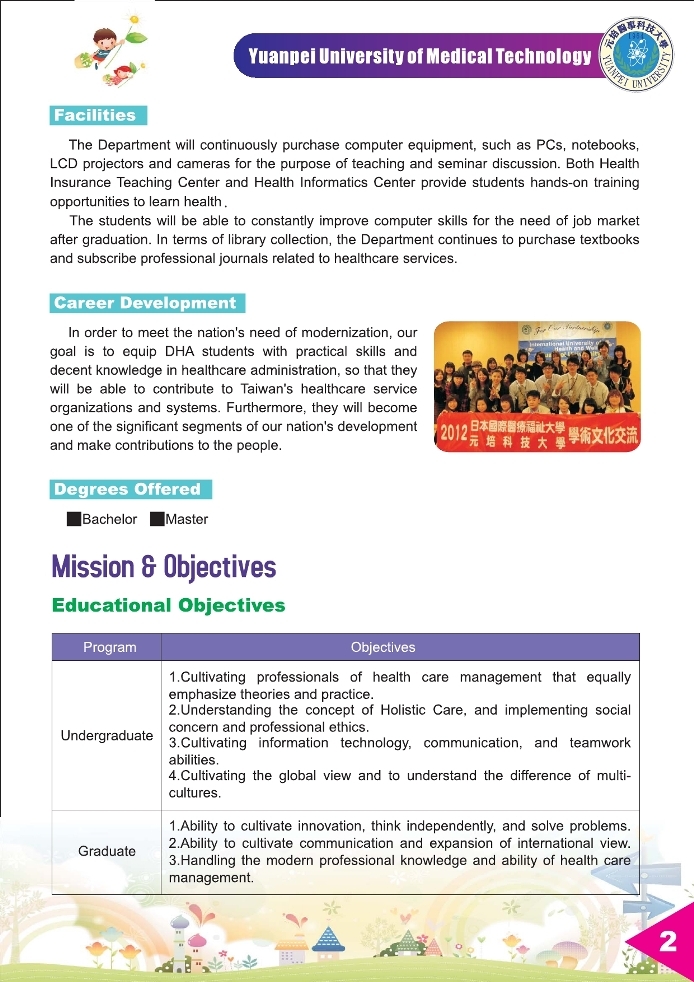 Yuanpei University of Medical Technology
元培醫事科技大學
YUANPEI UNIVERSITY
Facilities
The Department will continuously purchase computer equipment, such as PCs, notebooks,
LCD projectors and cameras for the purpose of teaching and seminar discussion. Both Health
Insurance Teaching Center and Health Informatics Center provide students hands-on training
opportunities to learn health.
The students will be able to constantly improve computer skills for the need of job market
after graduation. In terms of library collection, the Department continues to purchase textbooks
and subscribe professional journals related to healthcare services.
Career Development
In order to meet the nation's need of modernization, our
goal is to equip DHA students with practical skills and
decent knowledge in healthcare administration, so that they
will be able to contribute to Taiwan's healthcare service
organizations and systems. Furthermore, they will become
one of the significant segments of our nation's development
and make contributions to the people.
for Our Partnership
International University of
Health and We
2012 日本國際醫療福祉大學
元培科技大學
學術文化交流
Degrees Offered
■Bachelor ■Master
Mission & Objectives
Educational Objectives
Program Objectives
Undergraduate
1.Cultivating professionals of health care management that equally
emphasize theories and practice.
2.Understanding the concept of Holistic Care, and implementing social
concern and professional ethics.
3.Cultivating information technology, communication, and teamwork
abilities.
4.Cultivating the global view and to understand the difference of multi-
cultures.
Graduate
1.Ability to cultivate innovation, think independently, and solve problems.
2.Ability to cultivate communication and expansion of international view.
3.Handling the modern professional knowledge and ability of health care
management.
2